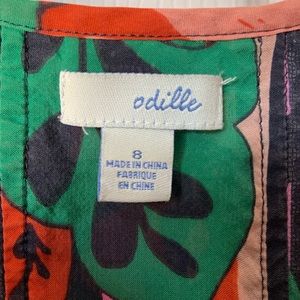 odille
8
MADE IN CHINA
FABRIQUE
EN CHINE